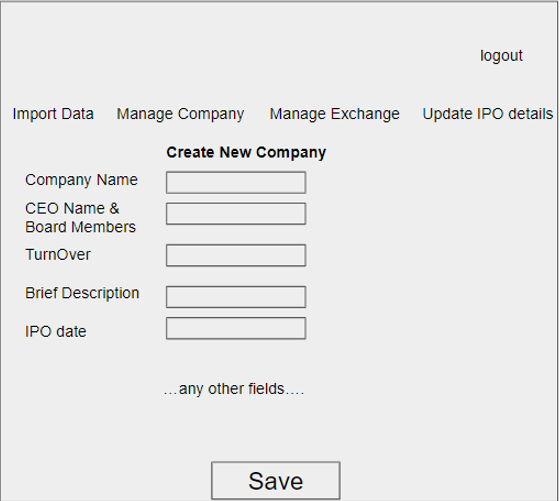 logout
Import Data Manage Company Manage Exchange Update IPO details
Create New Company
Company Name
CEO Name &
Board Members
TurnOver
Brief Description
IPO date
...any other fields....
Save